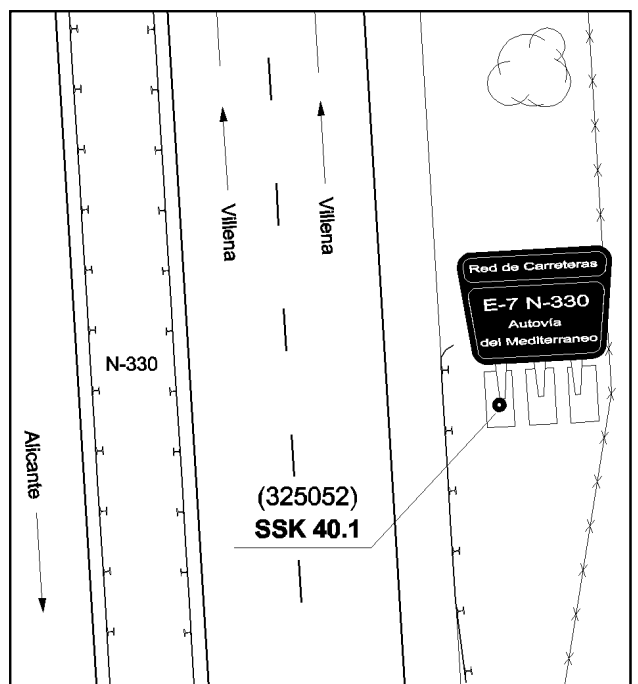 Villena
Villena
Red de Carreteras
E-7 N-330
Autovía
del Mediterraneo
N-330
Alicante
(325052)
SSK 40.1